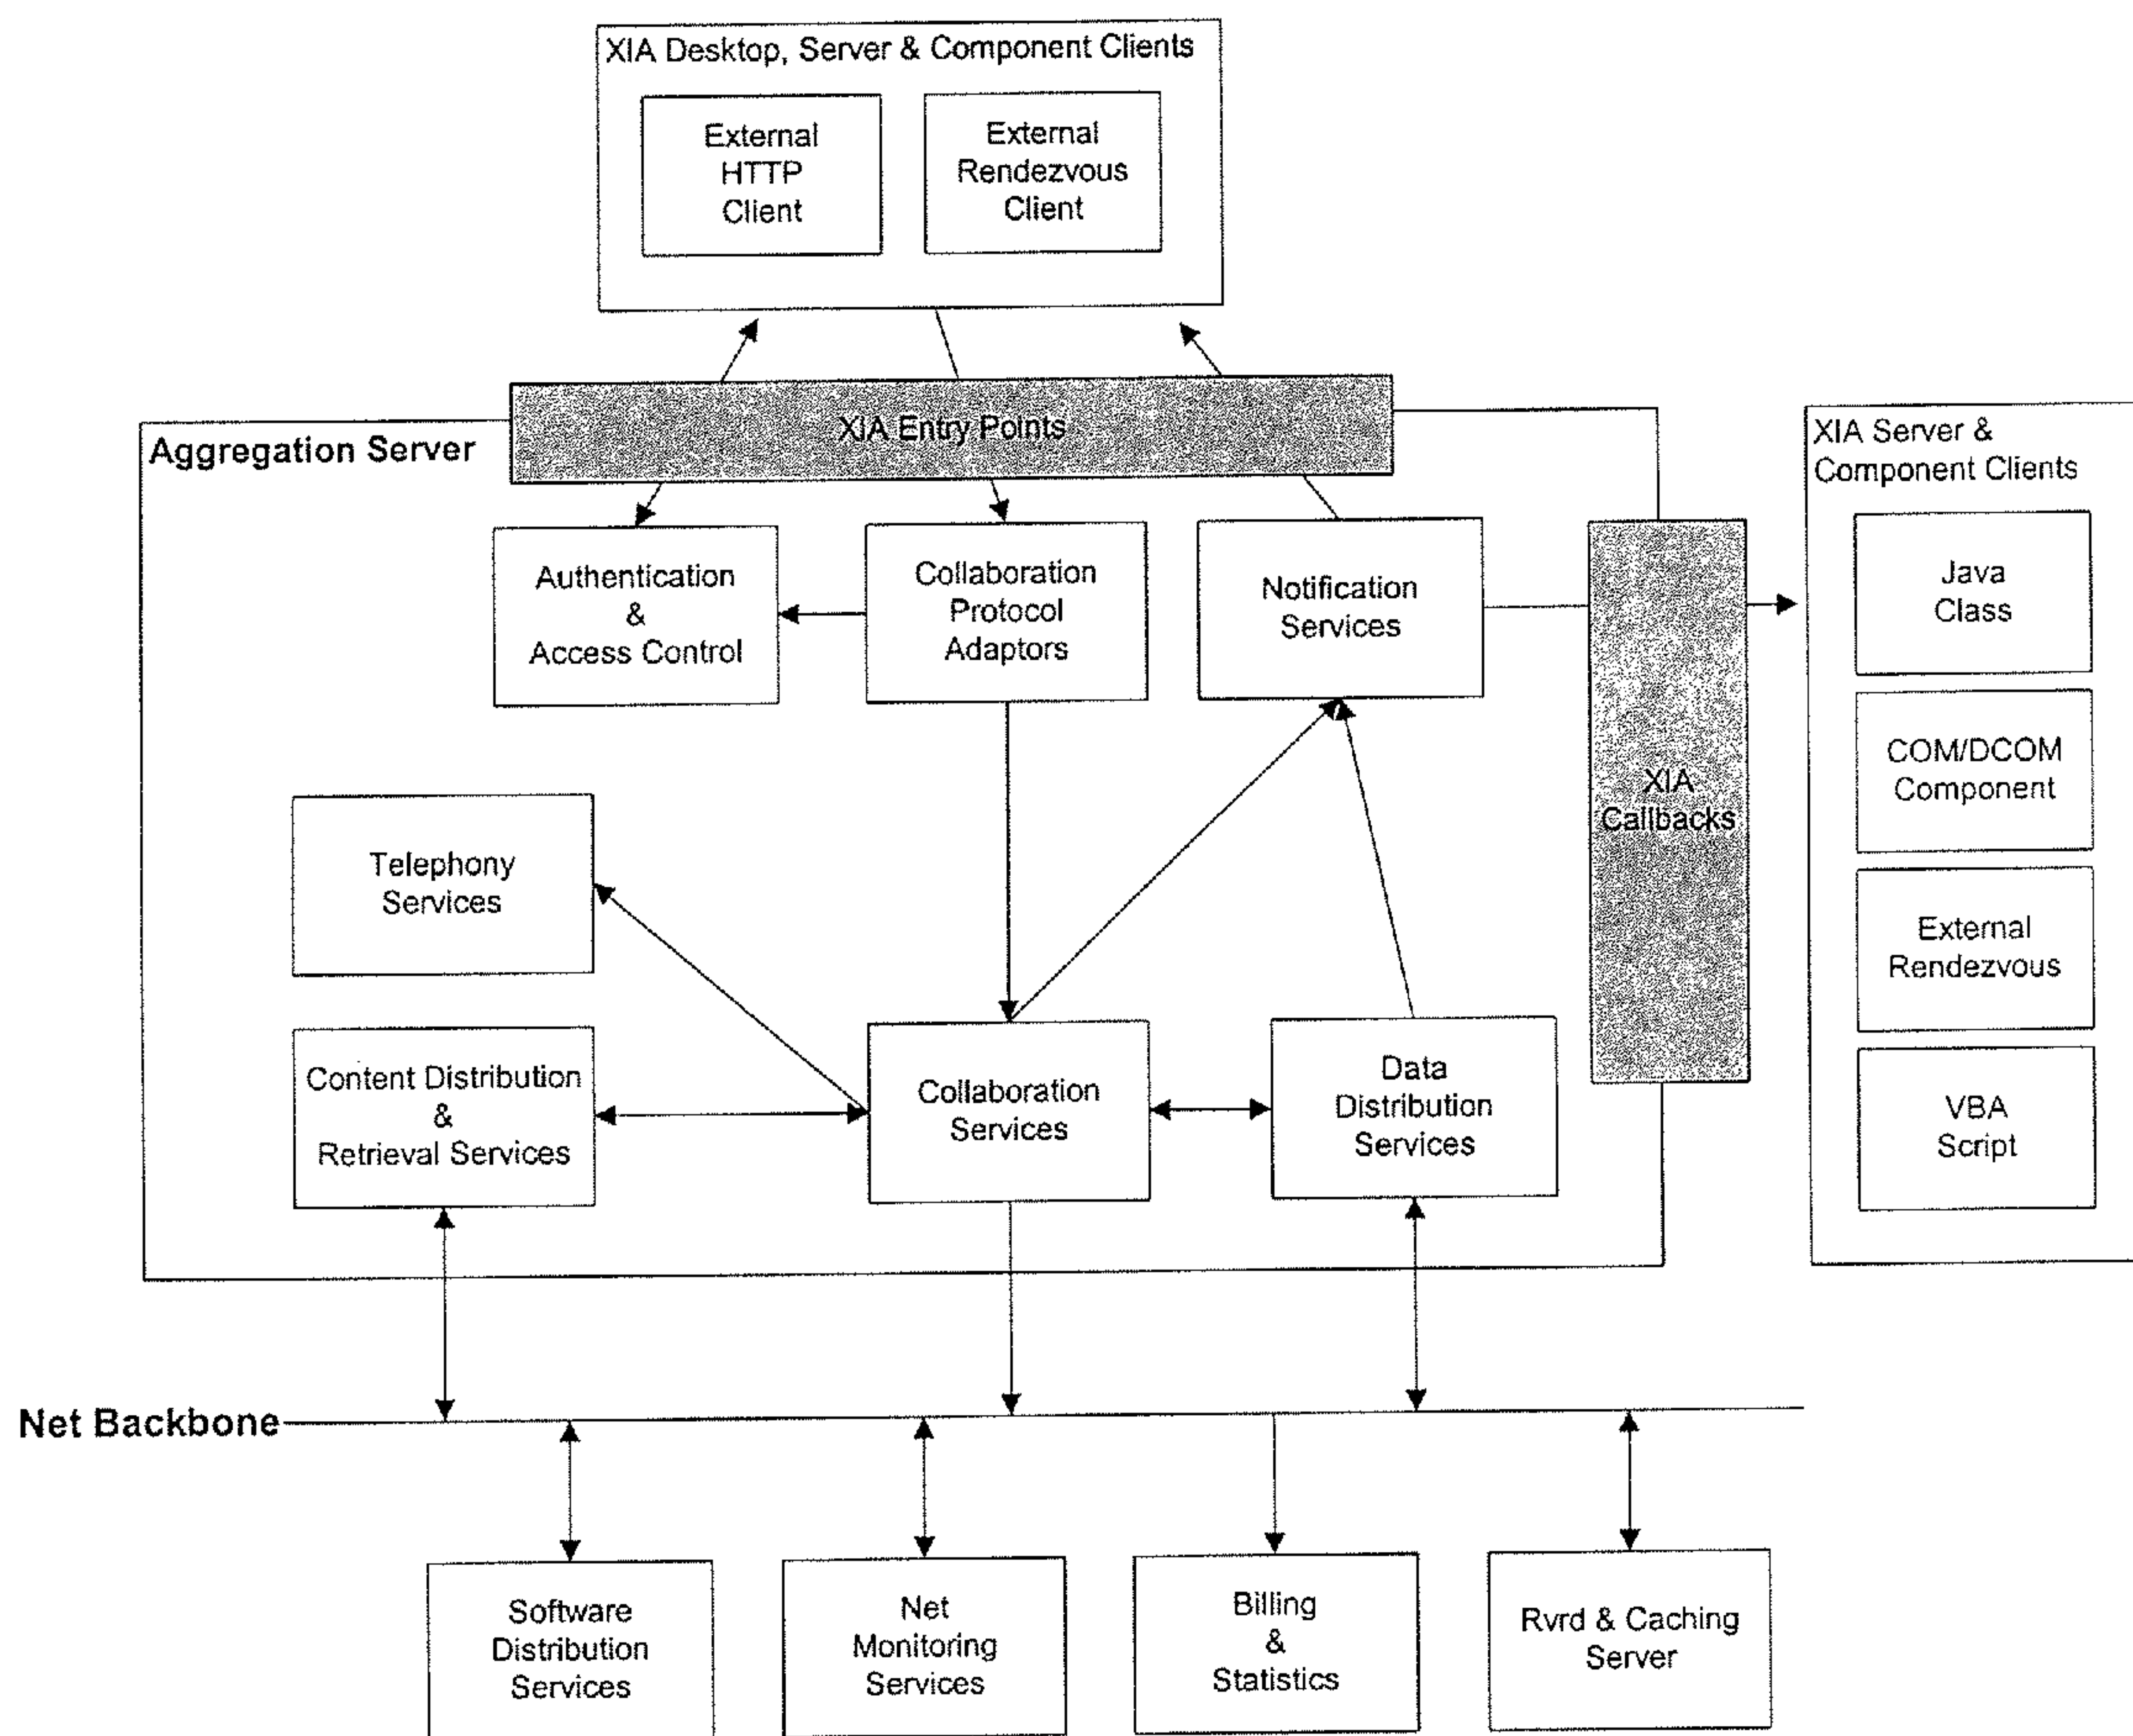 XIA Desktop, Server & Component Clients
External
HTTP
Client
External
Rendezvous
Client
XIA Entry Points
Aggregation Server
XIA Server &
Component Clients
Authentication
&
Access Control
Collaboration
Protocol
Adaptors
Notification
Services
Java
Class
COM/DCOM
Component
XIA
Callbacks
Telephony
Services
External
Rendezvous
Content Distribution
&
Retrieval Services
Collaboration
Services
Data
Distribution
Services
VBA
Script
Net Backbone
Software
Distribution
Services
Net
Monitoring
Services
Billing
&
Statistics
Rvrd & Caching
Server